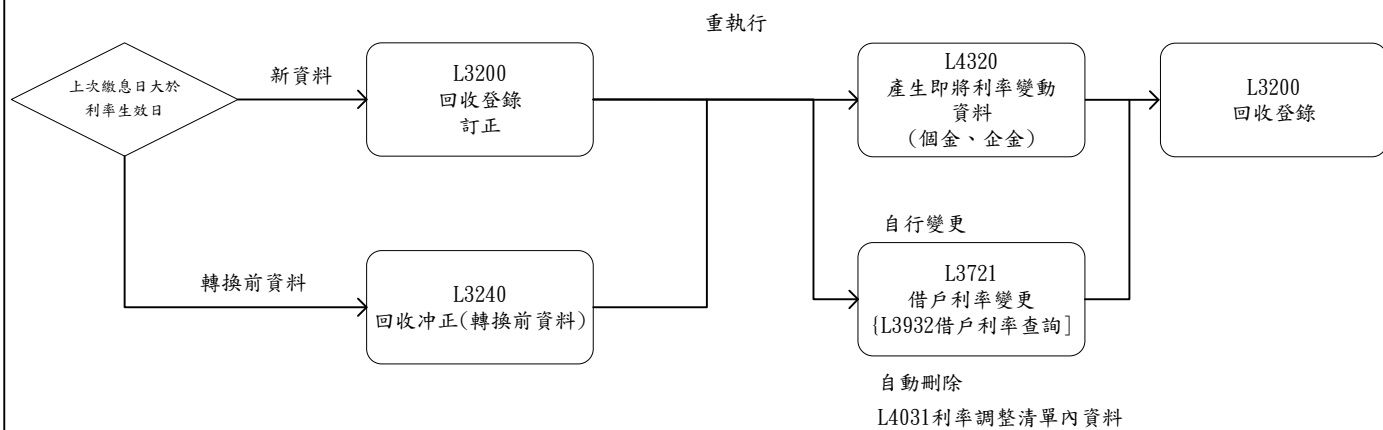 重執行
上次繳息日大於
利率生效日
新資料
L3200
回收登錄
訂正
L4320
產生即將利率變動
資料
(個金、企金)
L3200
回收登錄
轉換前資料
L3240
回收冲正(轉換前資料)
自行變更
L3721
借戶利率變更
{L3932借戶利率查詢]
自動刪除
L4031利率調整清單內資料